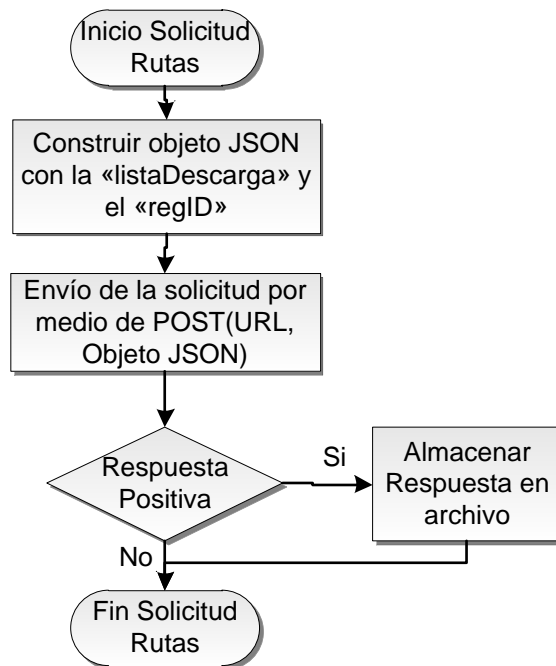 Inicio Solicitud
Rutas
Construir objeto JSON
con la «listaDescarga» y
el «regID»
Envío de la solicitud por
medio de POST(URL,
Objeto JSON)
Respuesta
Positiva
Si
Almacenar
Respuesta en
archivo
No
Fin Solicitud
Rutas